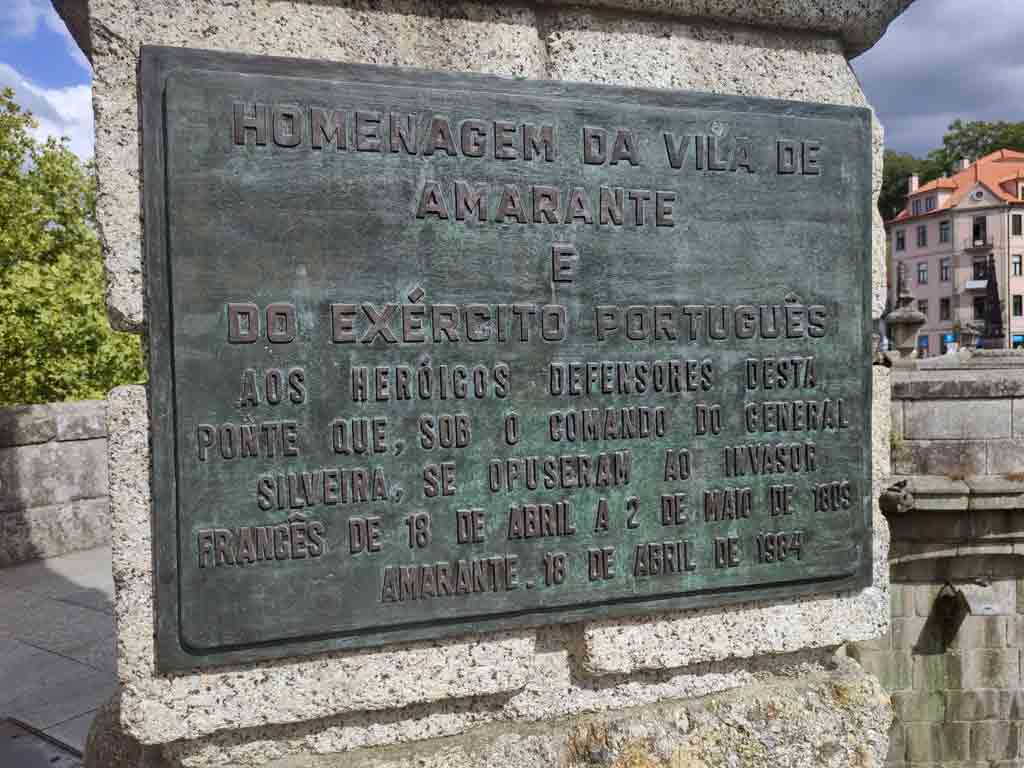 HOMENAGEM DA VILA DE
AMARANTE
E
DO EXÉRCITO PORTUGUÊS
AOS HERÓICOS DEFENSORES DESTA
PONTE QUE, SOB O COMANDO DO GENERAL
SILVEIRA, SE OPUSERAM AO INVASOR
FRANCÊS DE 18 DE ABRIL A 2 DE MAIO DE 1809
AMARANTE. 18 DE ABRIL DE 1984